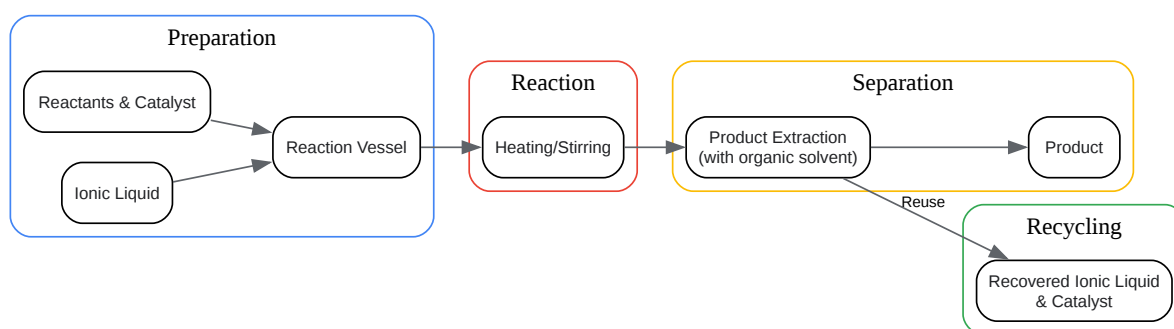 Preparation
Reactants & Catalyst
Ionic Liquid
Reaction Vessel
Reaction
Heating/Stirring
Separation
Product Extraction
(with organic solvent)
Product
Reuse
Recycling
Recovered Ionic Liquid
& Catalyst